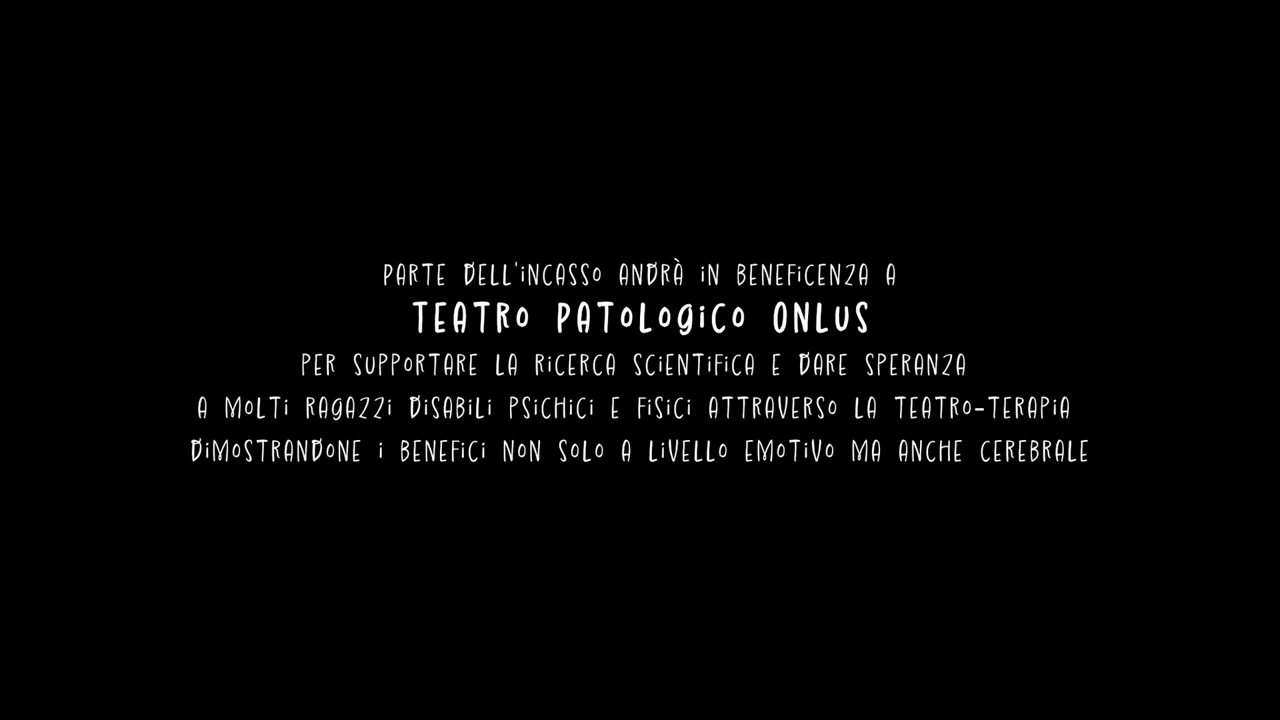 PARTE DELL'iNCASSO ANDRÀ iN BENEFiCENZA A
TEATRO PATOLOGiCO ONLUS
PER SUPPORTARE LA RiCERCA SCiENTiFiCA E DARE SPERANZA
A MOLTi RAGAZZi DiSABiLi PSiCHiCi E FiSiCi ATTRAVERSO LA TEATRO-TERAPiA
DiMOSTRANDONE i BENEFiCi NON SOLO A LiVELLO EMOTiVO MA ANCHE CEREBRALE